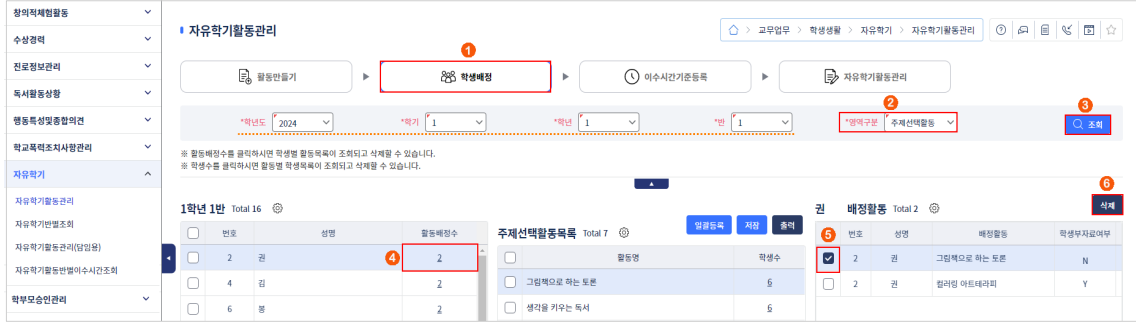 창의적체험활동
수상경력
진로정보관리
독서활동상황
행동특성및종합의견
학교폭력조치사항관리
자유학기
자유학기활동관리
자유학기반별조회
자유학기활동관리(담임용)
자유학기활동반별이수시간조회
학부모승인관리
자유학기활동관리
교무업무 > 학생생활 > 자유학기 > 자유학기활동관리
1
활동만들기 학생배정 이수시간기준등록 자유학기활동관리
2 3
*학년도 2024 *학기 1 *학년 1 *반 1 *영역구분 주제선택활동 조회
※ 활동배정수를 클릭하시면 학생별 활동목록이 조회되고 삭제할 수 있습니다.
※ 학생수를 클릭하시면 활동별 학생목록이 조회되고 삭제할 수 있습니다.
6
1학년 1반 Total 16
번호 성명 활동배정수
4
2 권 2
4 김 2
6 봉 2
주제선택활동목록 Total 7 일괄등록 저장 출력
활동명 학생수
그림책으로 하는 토론 6
생각을 키우는 독서 6
권 배정활동 Total 2 삭제
5
번호 성명 배정활동 학생부자료여부
2 권 그림책으로 하는 토론 N
2 권 컬러링 아트테라피 Y